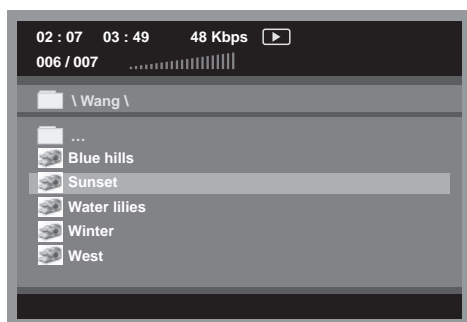 02 : 07 03 : 49 48 Kbps
006 / 007
\ Wang \
...
Blue hills
Sunset
Water lilies
Winter
West